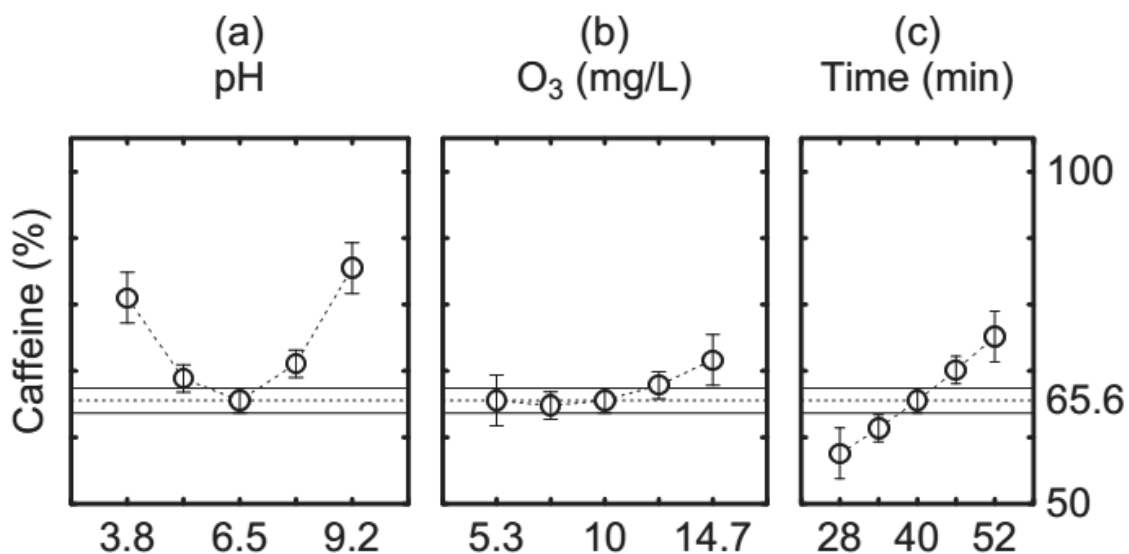 (a)
pH
(b)
O₃ (mg/L)
(c)
Time (min)
Caffeine (%)
100
65.6
50
3.8 6.5 9.2
5.3 10 14.7
28 40 52